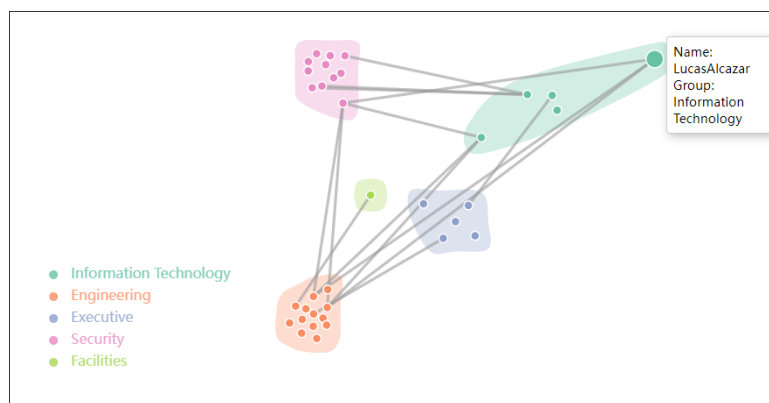 Name:
LucasAlcazar
Group:
Information
Technology
Information Technology
Engineering
Executive
Security
Facilities